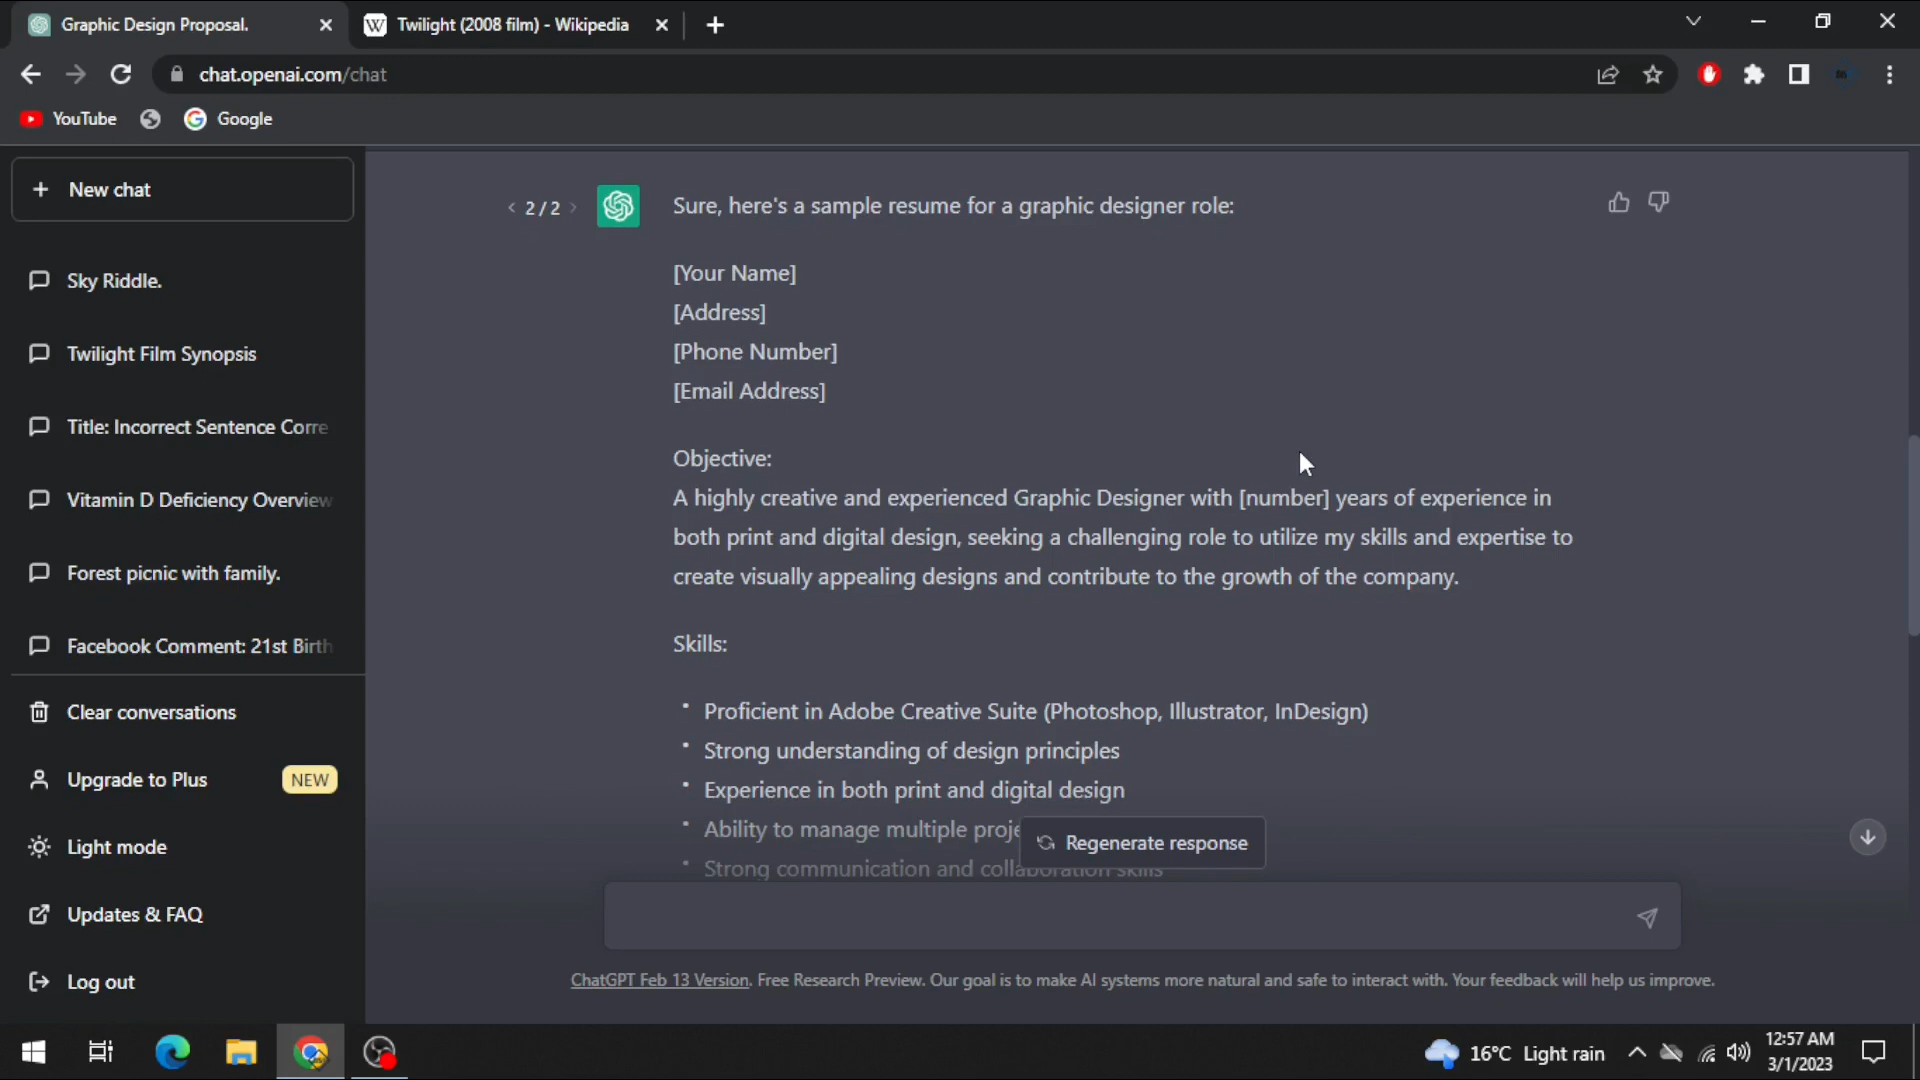 Graphic Design Proposal.
W Twilight (2008 film) - Wikipedia
chat.openai.com/chat
YouTube
Google
New chat
Sky Riddle.
Twilight Film Synopsis
Title: Incorrect Sentence Corre
Vitamin D Deficiency Overview
Forest picnic with family.
Facebook Comment: 21st Birth
Clear conversations
Upgrade to Plus NEW
Light mode
Updates & FAQ
Log out
< 2 / 2 >
Sure, here's a sample resume for a graphic designer role:
[Your Name]
[Address]
[Phone Number]
[Email Address]
Objective:
A highly creative and experienced Graphic Designer with [number] years of experience in
both print and digital design, seeking a challenging role to utilize my skills and expertise to
create visually appealing designs and contribute to the growth of the company.
Skills:
• Proficient in Adobe Creative Suite (Photoshop, Illustrator, InDesign)
• Strong understanding of design principles
• Experience in both print and digital design
• Ability to manage multiple proje
• Strong communication and collaboration skills
Regenerate response
ChatGPT Feb 13 Version. Free Research Preview. Our goal is to make AI systems more natural and safe to interact with. Your feedback will help us improve.
16°C Light rain
12:57 AM
3/1/2023